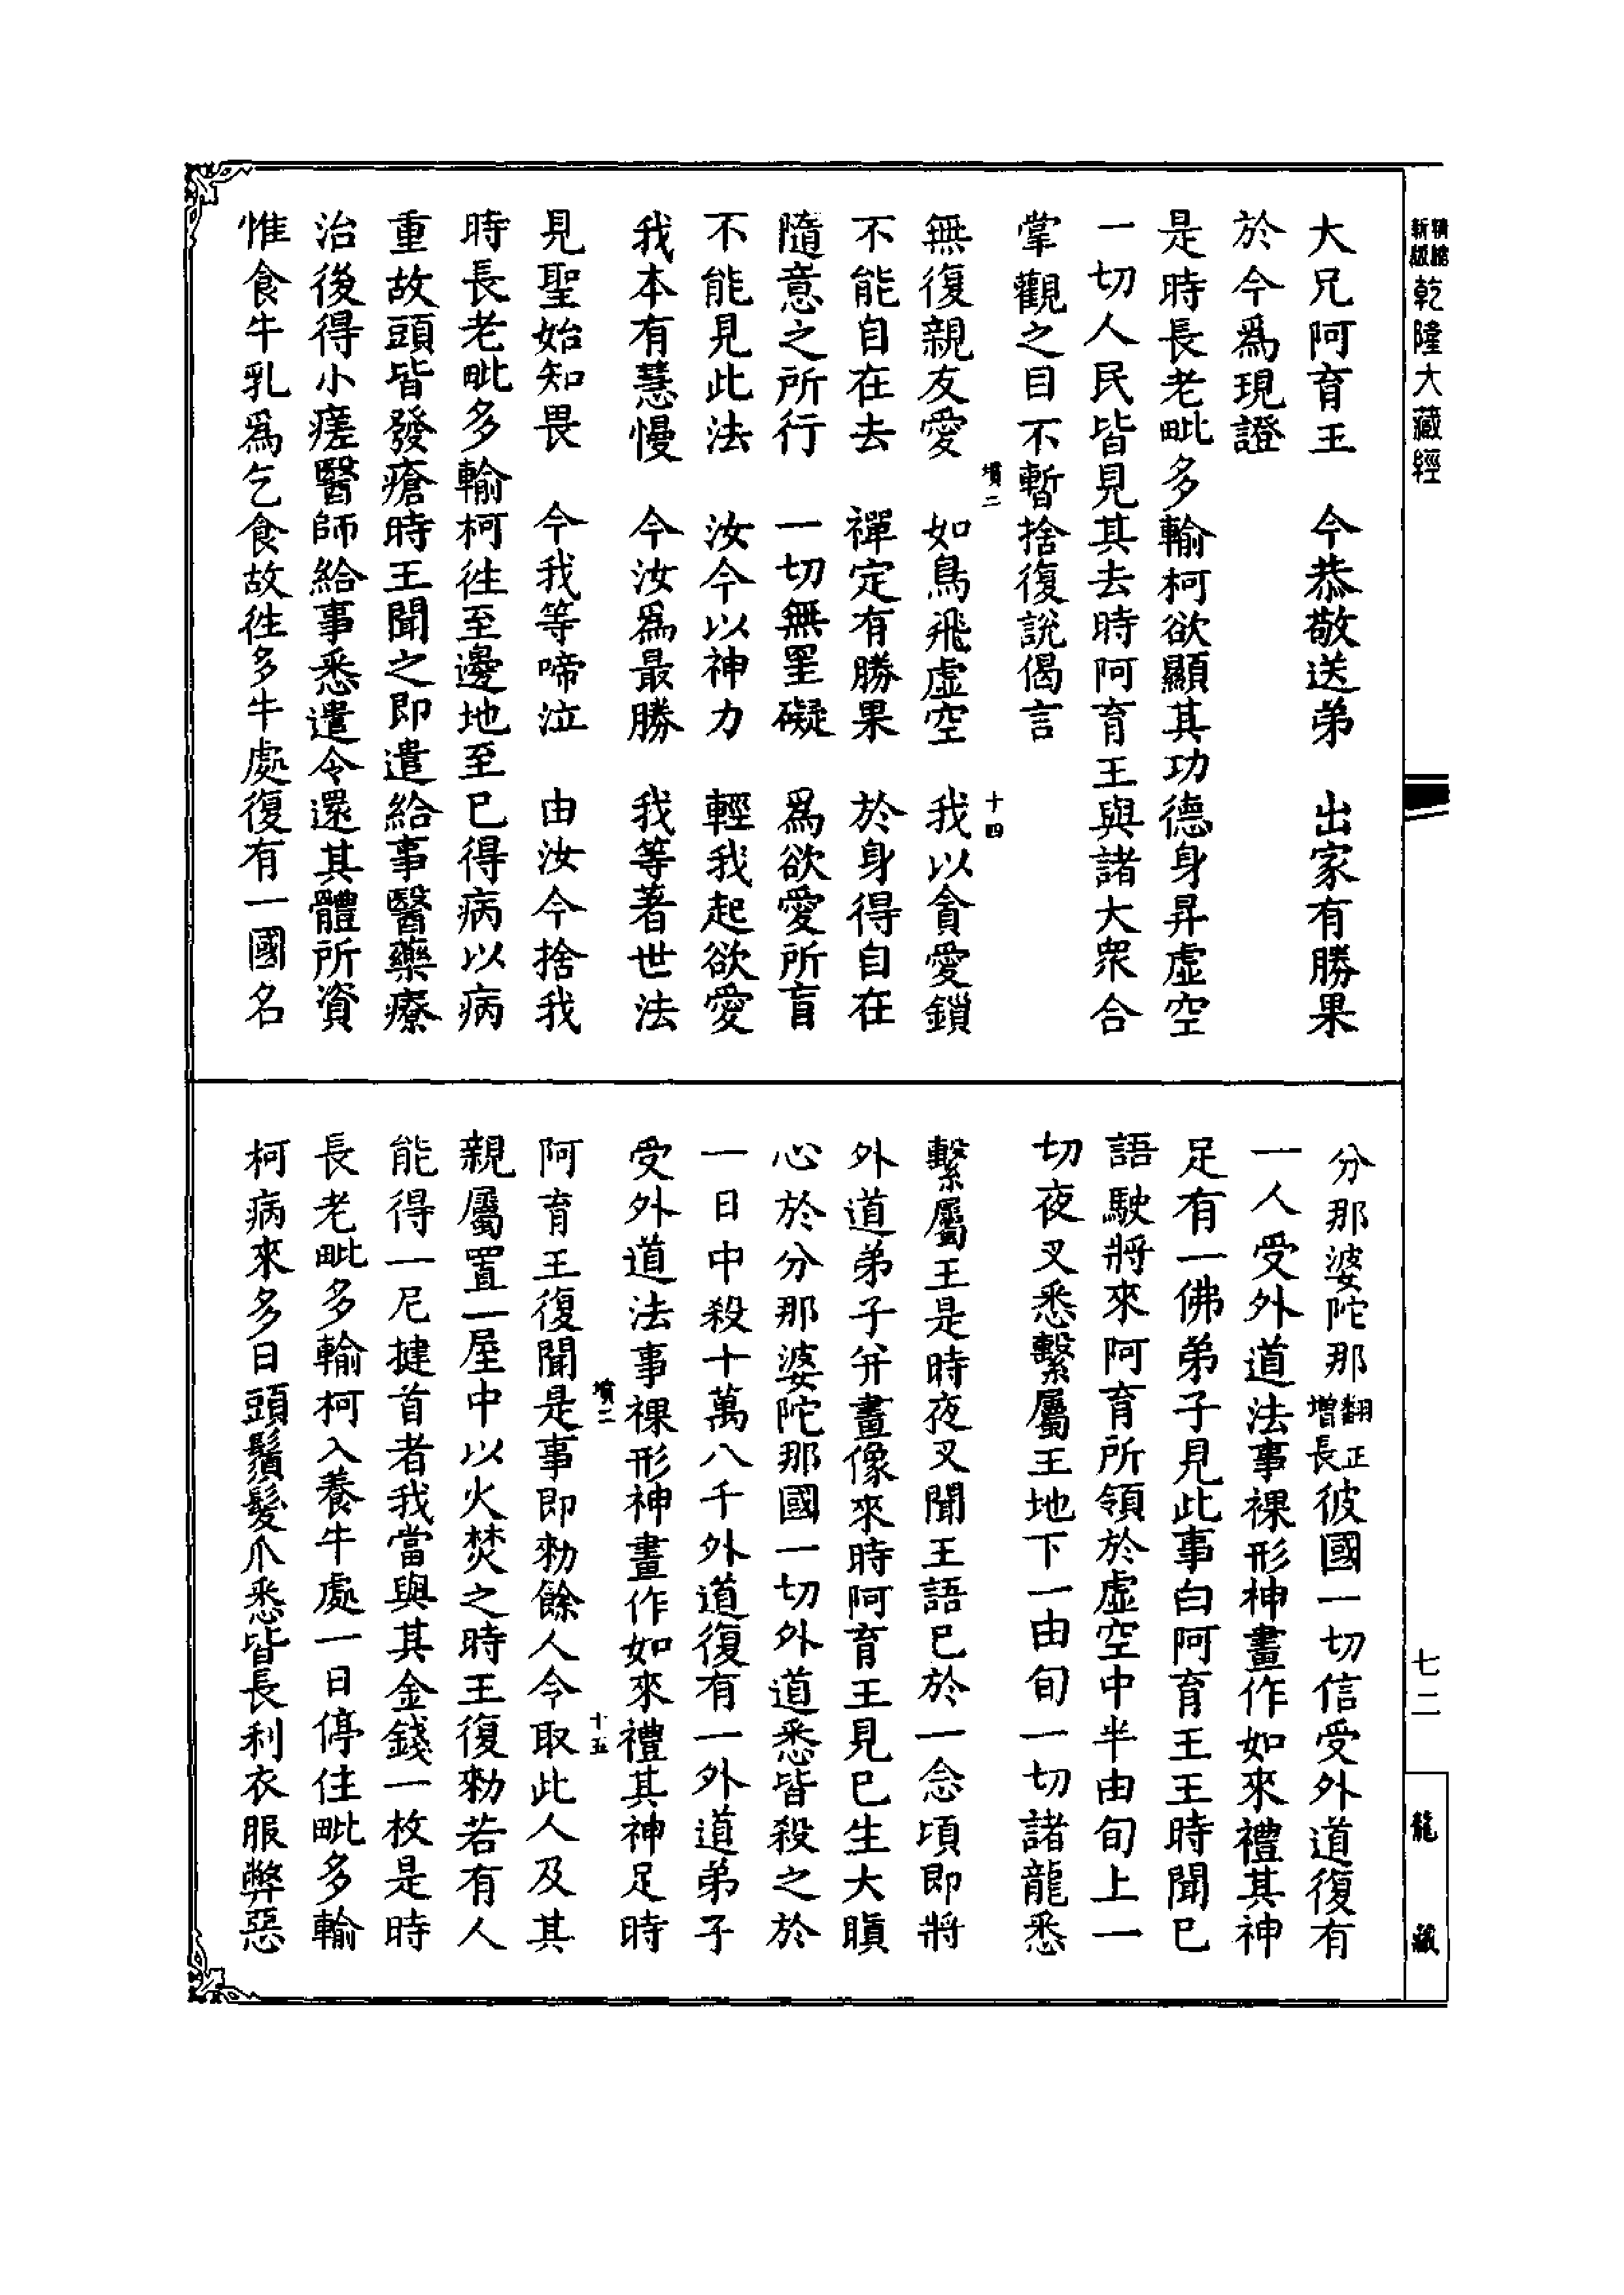 新版 乾隆大藏經
大兄阿育王　今恭敬送弟　出家有勝果
於今爲現證
是時長老毗多輸柯欲顯其功德身昇虛空
一切人民皆見其去時阿育王與諸大衆合
掌觀之目不暫捨復說偈言
無復親友愛　如鳥飛虛空　我以貪愛鎖
不能自在去　禪定有勝果　於身得自在
隨意之所行　一切無罣礙　爲欲愛所盲
不能見此法　汝今以神力　輕我起欲愛
我本有慧慢　今汝爲最勝　我等著世法
見聖始知畏　今我等啼泣　由汝今捨我
時長老毗多輸柯徃至邊地至已得病以病
重故頭皆發瘡時王聞之即遣給事醫藥療
治後得小瘥醫師給事悉遣令還其體所資
惟食牛乳爲乞食故徃多牛處復有一國名
十四
分那婆陀那翻正增長彼國一切信受外道復有
一人受外道法事裸形神畫作如來禮其神
足有一佛弟子見此事白阿育王王時聞已
語駛將來阿育所領於虛空中半由旬上一
切夜叉悉繫屬王地下一由旬一切諸龍悉
繫屬王是時夜叉聞王語已於一念頃即將
外道弟子并畫像來時阿育王見已生大瞋
心於分那婆陀那國一切外道悉皆殺之於
一日中殺十萬八千外道復有一外道弟子
受外道法事裸形神畫作如來禮其神足時
阿育王復聞是事即勑餘人令取此人及其
親屬置一屋中以火焚之時王復勑若有人
能得一尼揵首者我當與其金錢一枚是時
長老毗多輸柯入養牛處一日停住毗多輸
柯病來多日頭鬚髮爪悉皆長利衣服弊惡
十五
七二
龍藏